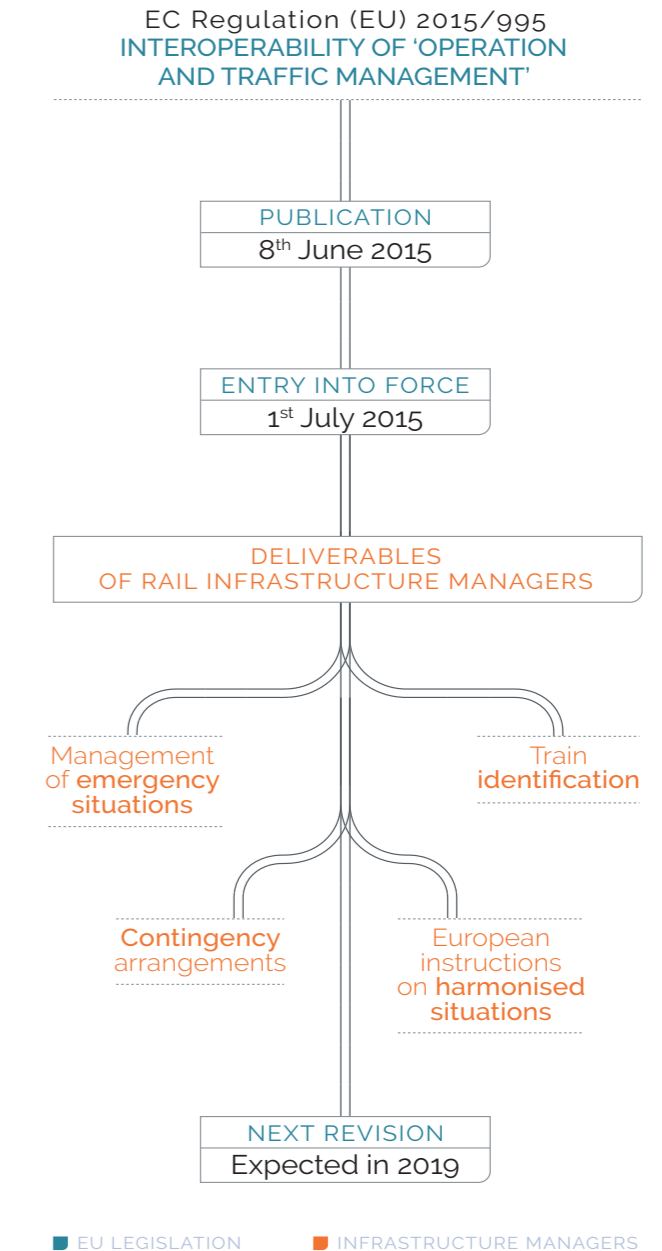 EC Regulation (EU) 2015/995
INTEROPERABILITY OF ‘OPERATION
AND TRAFFIC MANAGEMENT’
PUBLICATION
8th June 2015
ENTRY INTO FORCE
1st July 2015
DELIVERABLES
OF RAIL INFRASTRUCTURE MANAGERS
Management
of emergency
situations
Train
identification
Contingency
arrangements
European
instructions
on harmonised
situations
NEXT REVISION
Expected in 2019
EU LEGISLATION
INFRASTRUCTURE MANAGERS